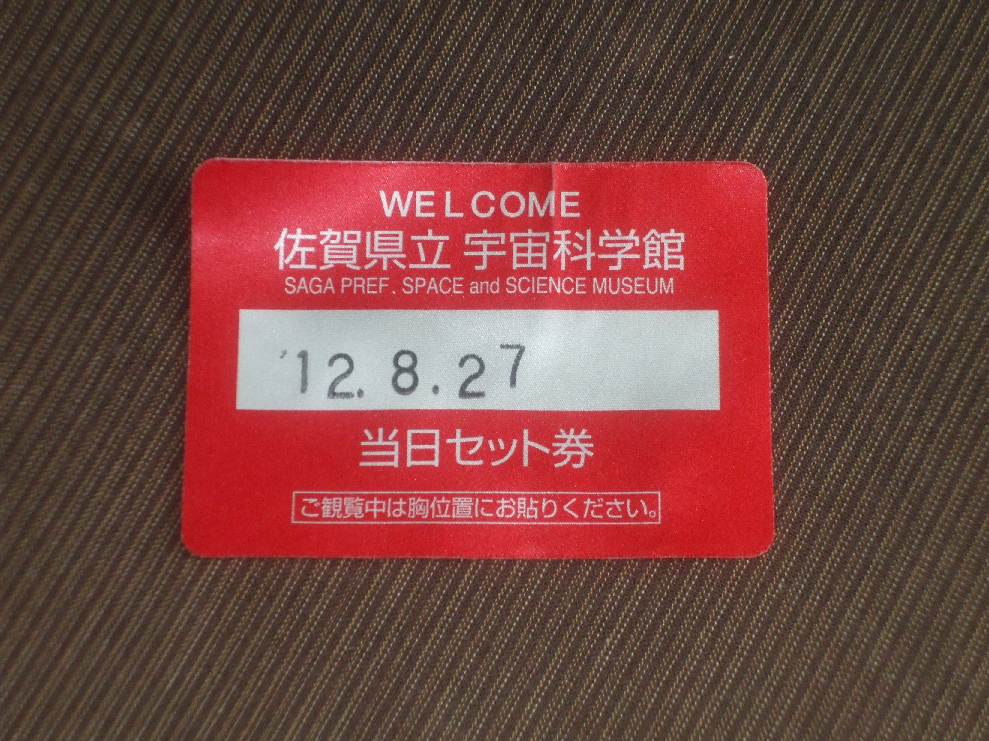 WELCOME
佐賀県立 宇宙科学館
SAGA PREF. SPACE and SCIENCE MUSEUM
'12. 8. 27
当日セット券
ご観覧中は胸位置にお貼りください。